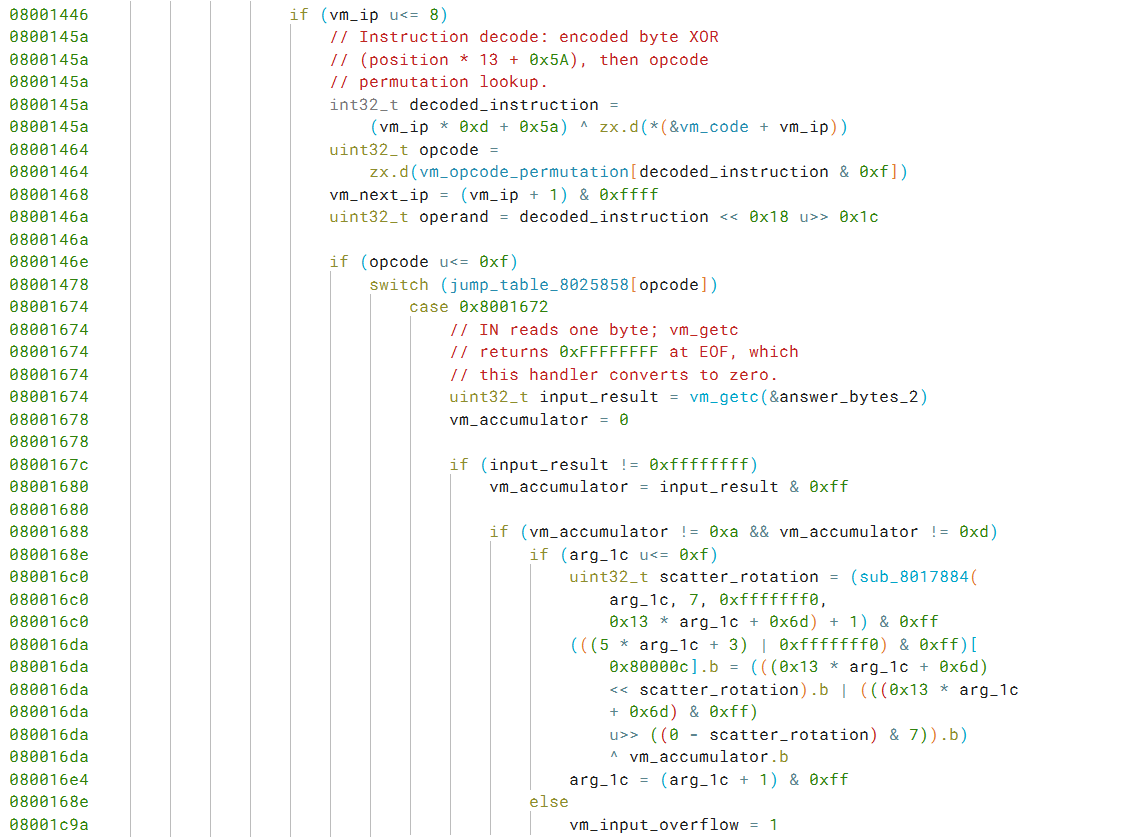 08001446 if (vm_ip u<= 8)
0800145a // Instruction decode: encoded byte XOR
0800145a // (position * 13 + 0x5A), then opcode
0800145a // permutation lookup.
0800145a int32_t decoded_instruction =
0800145a (vm_ip * 0xd + 0x5a) ^ zx.d(*(&vm_code + vm_ip))
08001464 uint32_t opcode =
08001464 zx.d(vm_opcode_permutation[decoded_instruction & 0xf])
08001468 vm_next_ip = (vm_ip + 1) & 0xffff
0800146a uint32_t operand = decoded_instruction << 0x18 u>> 0x1c
0800146a
0800146e if (opcode u<= 0xf)
08001478 switch (jump_table_8025858[opcode])
08001674 case 0x8001672
08001674 // IN reads one byte; vm_getc
08001674 // returns 0xFFFFFFFF at EOF, which
08001674 // this handler converts to zero.
08001674 uint32_t input_result = vm_getc(&answer_bytes_2)
08001678 vm_accumulator = 0
08001678
0800167c if (input_result != 0xffffffff)
08001680 vm_accumulator = input_result & 0xff
08001680
08001688 if (vm_accumulator != 0xa && vm_accumulator != 0xd)
0800168e if (arg_1c u<= 0xf)
080016c0 uint32_t scatter_rotation = (sub_8017884(
080016c0 arg_1c, 7, 0xfffffff0,
080016c0 0x13 * arg_1c + 0x6d) + 1) & 0xff
080016da (((5 * arg_1c + 3) | 0xfffffff0) & 0xff)[
080016da 0x80000c].b = (((0x13 * arg_1c + 0x6d)
080016da << scatter_rotation).b | (((0x13 * arg_1c
080016da + 0x6d) & 0xff)
080016da u>> ((0 - scatter_rotation) & 7)).b)
080016da ^ vm_accumulator.b
080016e4 arg_1c = (arg_1c + 1) & 0xff
0800168e else
08001c9a vm_input_overflow = 1